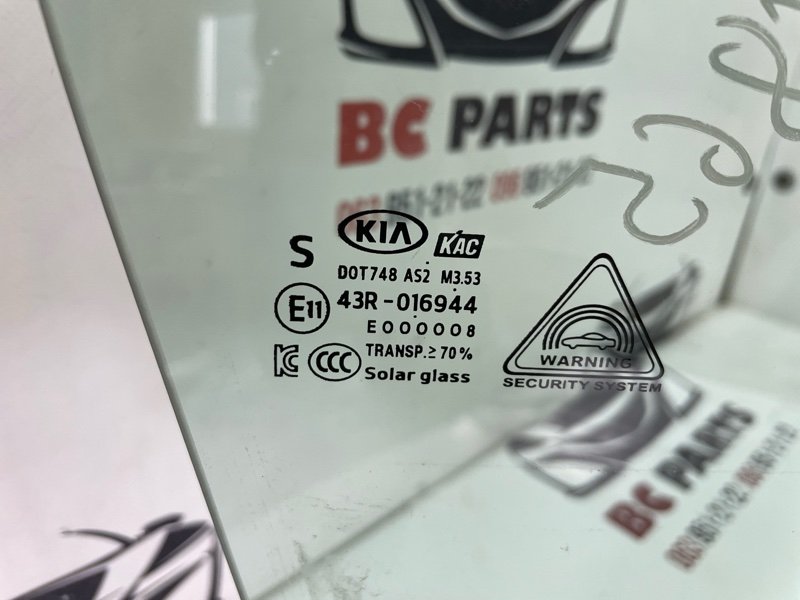 BC PARTS
S
KIA
KAC
DOT748 AS2 M3.53
E11
43R-016944
E000008
CCC
TRANSP.≥70%
Solar glass
WARNING
SECURITY SYSTEM
BC PARTS